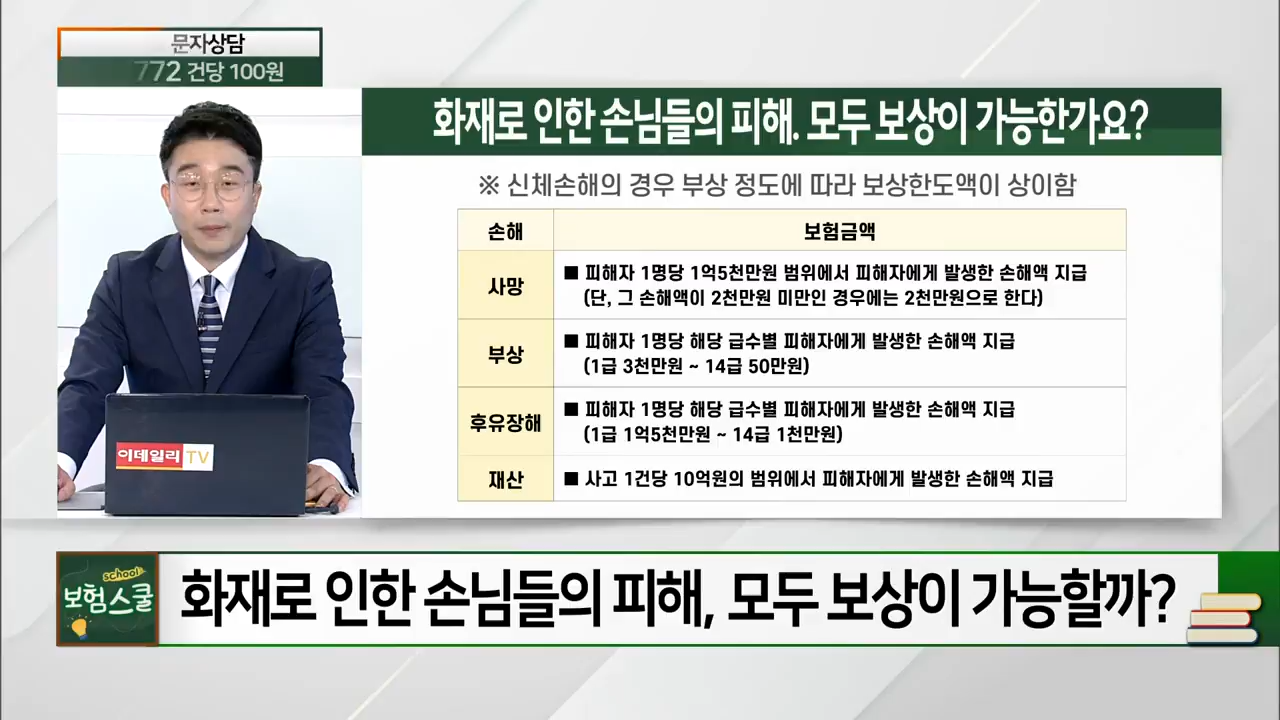 문자상담
772 건당 100원
화재로 인한 손님들의 피해. 모두 보상이 가능한가요?
※ 신체손해의 경우 부상 정도에 따라 보상한도액이 상이함
손해 보험금액
사망
■ 피해자 1명당 1억5천만원 범위에서 피해자에게 발생한 손해액 지급
(단, 그 손해액이 2천만원 미만인 경우에는 2천만원으로 한다)
부상
■ 피해자 1명당 해당 급수별 피해자에게 발생한 손해액 지급
(1급 3천만원 ~ 14급 50만원)
후유장해
■ 피해자 1명당 해당 급수별 피해자에게 발생한 손해액 지급
(1급 1억5천만원 ~ 14급 1천만원)
재산
■ 사고 1건당 10억원의 범위에서 피해자에게 발생한 손해액 지급
이데일리 TV
school
보험스쿨
화재로 인한 손님들의 피해, 모두 보상이 가능할까?